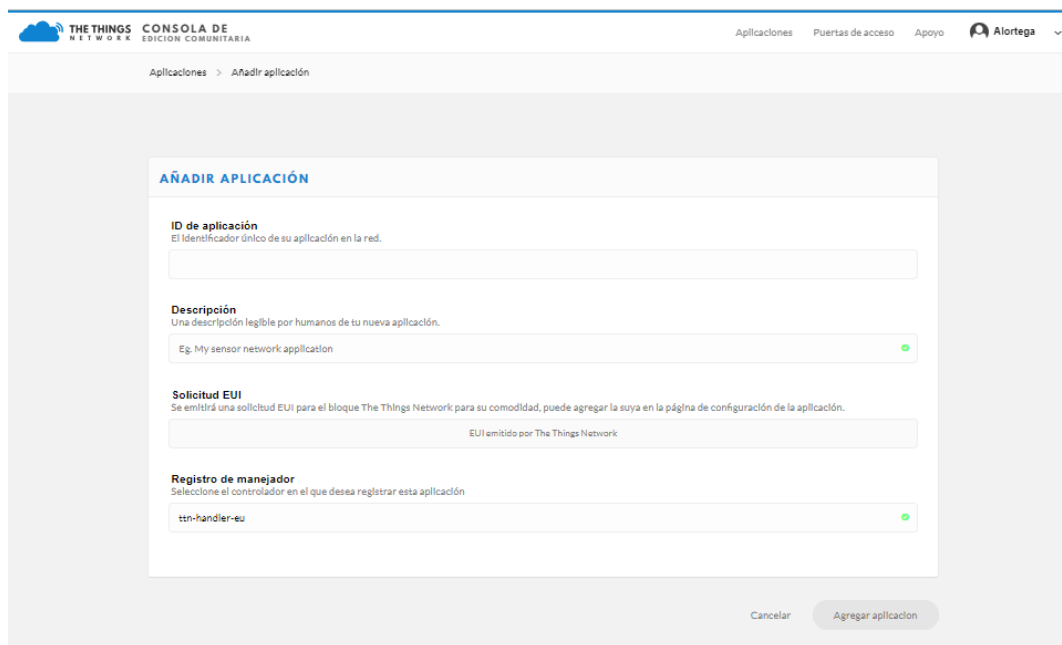 THE THINGS CONSOLA DE
NETWORK EDICION COMUNITARIA
Aplicaciones Puertas de acceso Apoyo Alortega
Aplicaciones > Añadir aplicación
AÑADIR APLICACIÓN
ID de aplicación
El identificador único de su aplicación en la red.
Descripción
Una descripción legible por humanos de tu nueva aplicación.
Eg. My sensor network application
Solicitud EUI
Se emitirá una solicitud EUI para el bloque The Things Network para su comodidad, puede agregar la suya en la página de configuración de la aplicación.
EUI emitido por The Things Network
Registro de manejador
Seleccione el controlador en el que desea registrar esta aplicación
ttn-handler-eu
Cancelar Agregar aplicacion